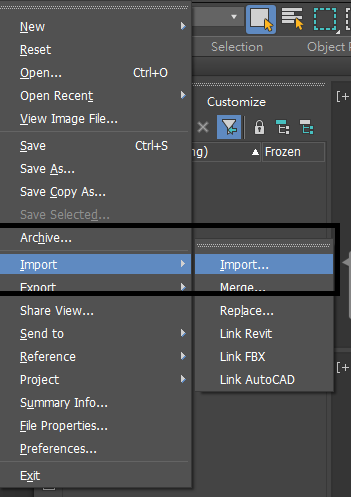 New
Reset
Open... Ctrl+O
Open Recent
View Image File...
Save Ctrl+S
Save As...
Save Copy As...
Save Selected...
Archive...
Import
Export
Share View...
Send to
Reference
Project
Summary Info...
File Properties...
Preferences...
Exit
Import...
Merge...
Replace...
Link Revit
Link FBX
Link AutoCAD
Selection
Object
Customize
Frozen
[+
[+